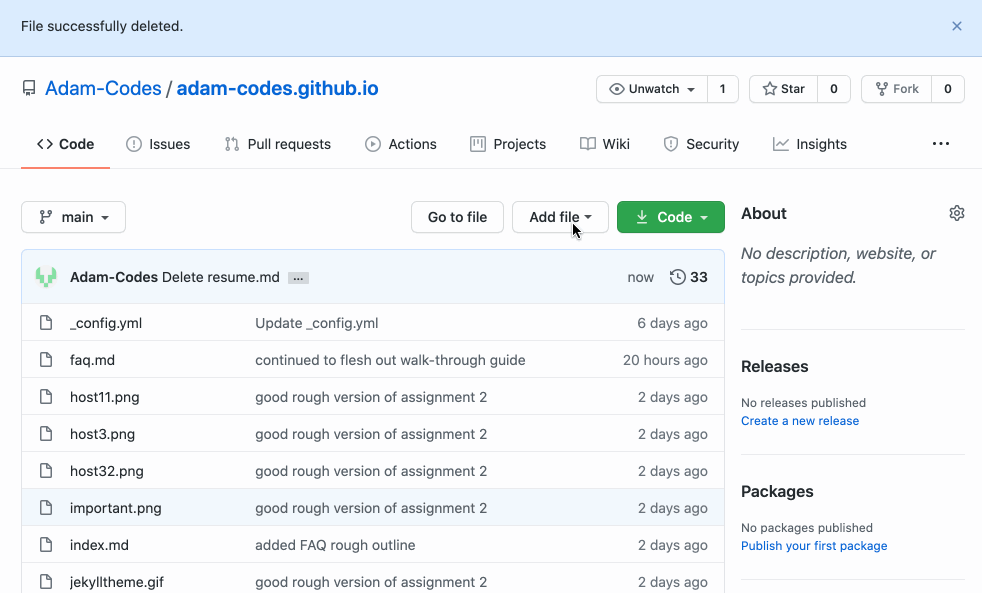 File successfully deleted.
Adam-Codes / adam-codes.github.io
Unwatch 1 Star 0 Fork 0
Code Issues Pull requests Actions Projects Wiki Security Insights ...
main Go to file Add file Code
Adam-Codes Delete resume.md ... now 33
_config.yml Update _config.yml 6 days ago
faq.md continued to flesh out walk-through guide 20 hours ago
host11.png good rough version of assignment 2 2 days ago
host3.png good rough version of assignment 2 2 days ago
host32.png good rough version of assignment 2 2 days ago
important.png good rough version of assignment 2 2 days ago
index.md added FAQ rough outline 2 days ago
jekylltheme.gif good rough version of assignment 2 2 days ago
About
No description, website, or
topics provided.
Releases
No releases published
Create a new release
Packages
No packages published
Publish your first package